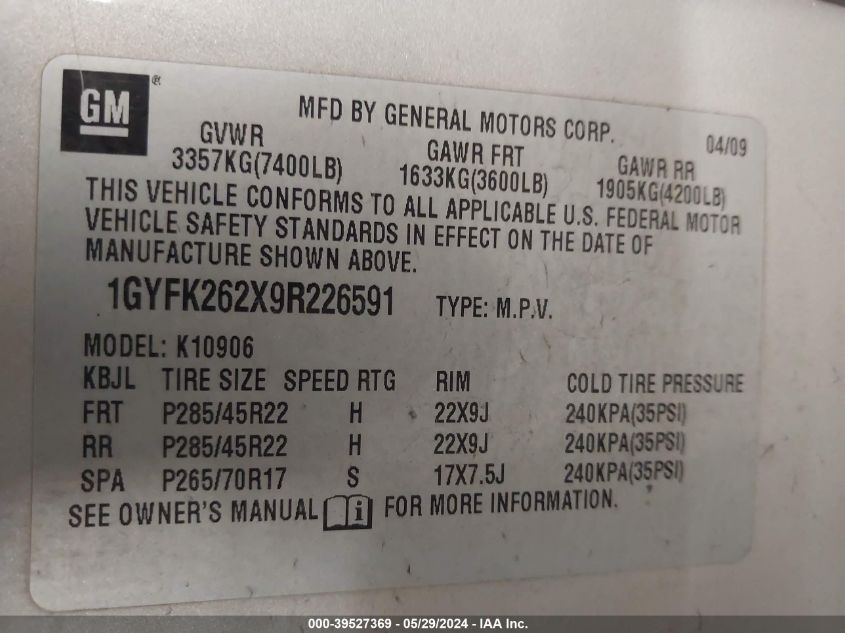 GM ®
MFD BY GENERAL MOTORS CORP. 04/09
GVWR GAWR FRT GAWR RR
3357KG(7400LB) 1633KG(3600LB) 1905KG(4200LB)
THIS VEHICLE CONFORMS TO ALL APPLICABLE U.S. FEDERAL MOTOR
VEHICLE SAFETY STANDARDS IN EFFECT ON THE DATE OF
MANUFACTURE SHOWN ABOVE.
1GYFK262X9R226591 TYPE: M.P.V.
MODEL: K10906
KBJL TIRE SIZE SPEED RTG RIM COLD TIRE PRESSURE
FRT P285/45R22 H 22X9J 240KPA(35PSI)
RR P285/45R22 H 22X9J 240KPA(35PSI)
SPA P265/70R17 S 17X7.5J 240KPA(35PSI)
SEE OWNER'S MANUAL i FOR MORE INFORMATION.
000-39527369 - 05/29/2024 - IAA Inc.